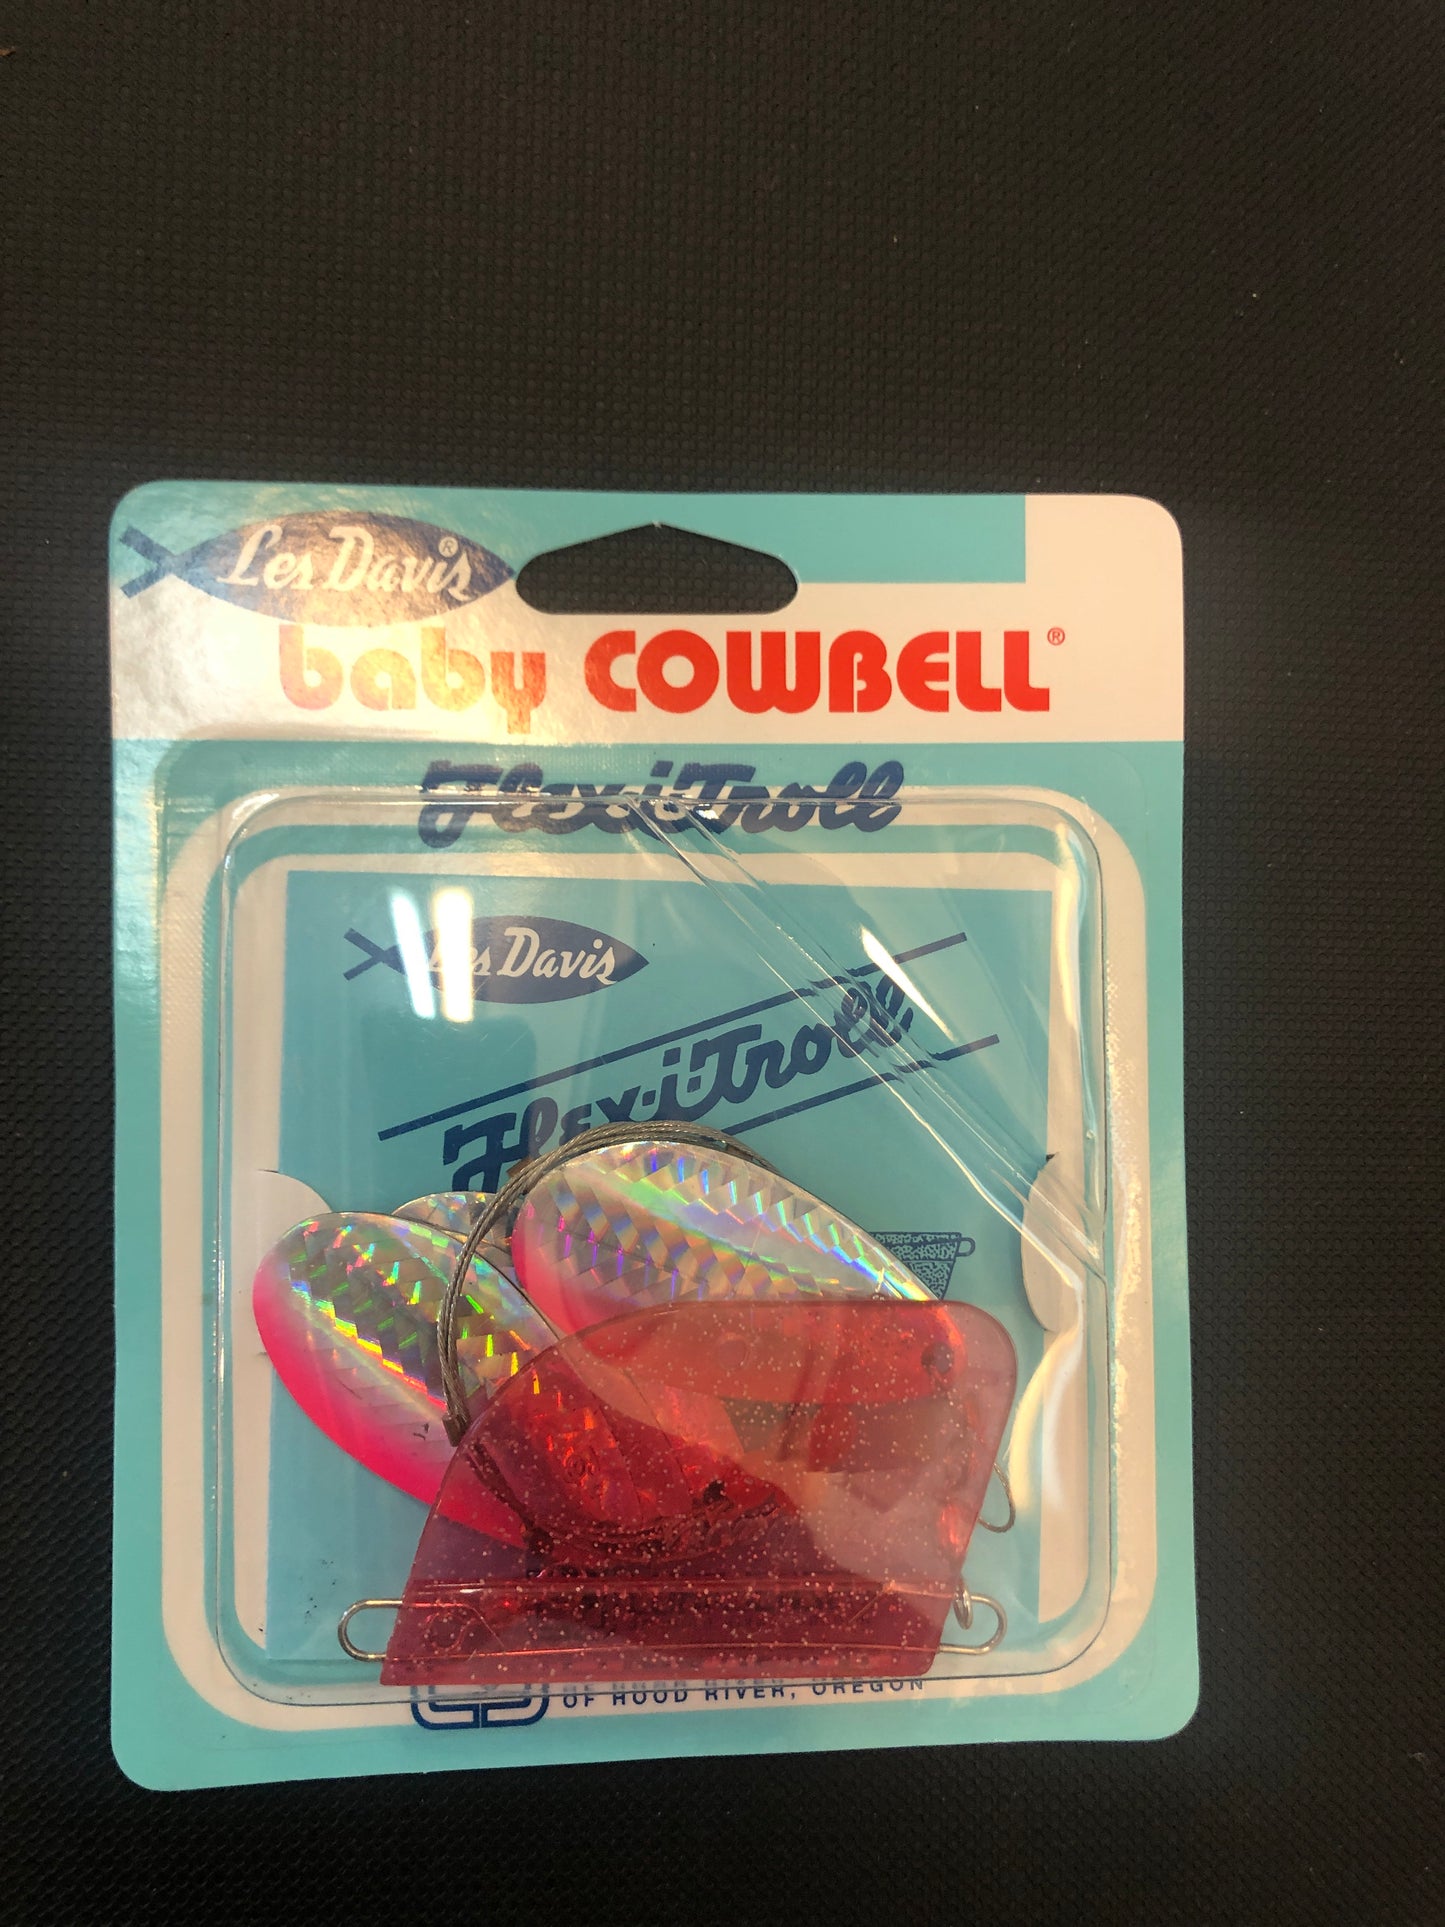 Les Davis®
baby COWBELL®
Flex-i-Troll
Les Davis
Flex-i-Troll
OF HOOD RIVER, OREGON